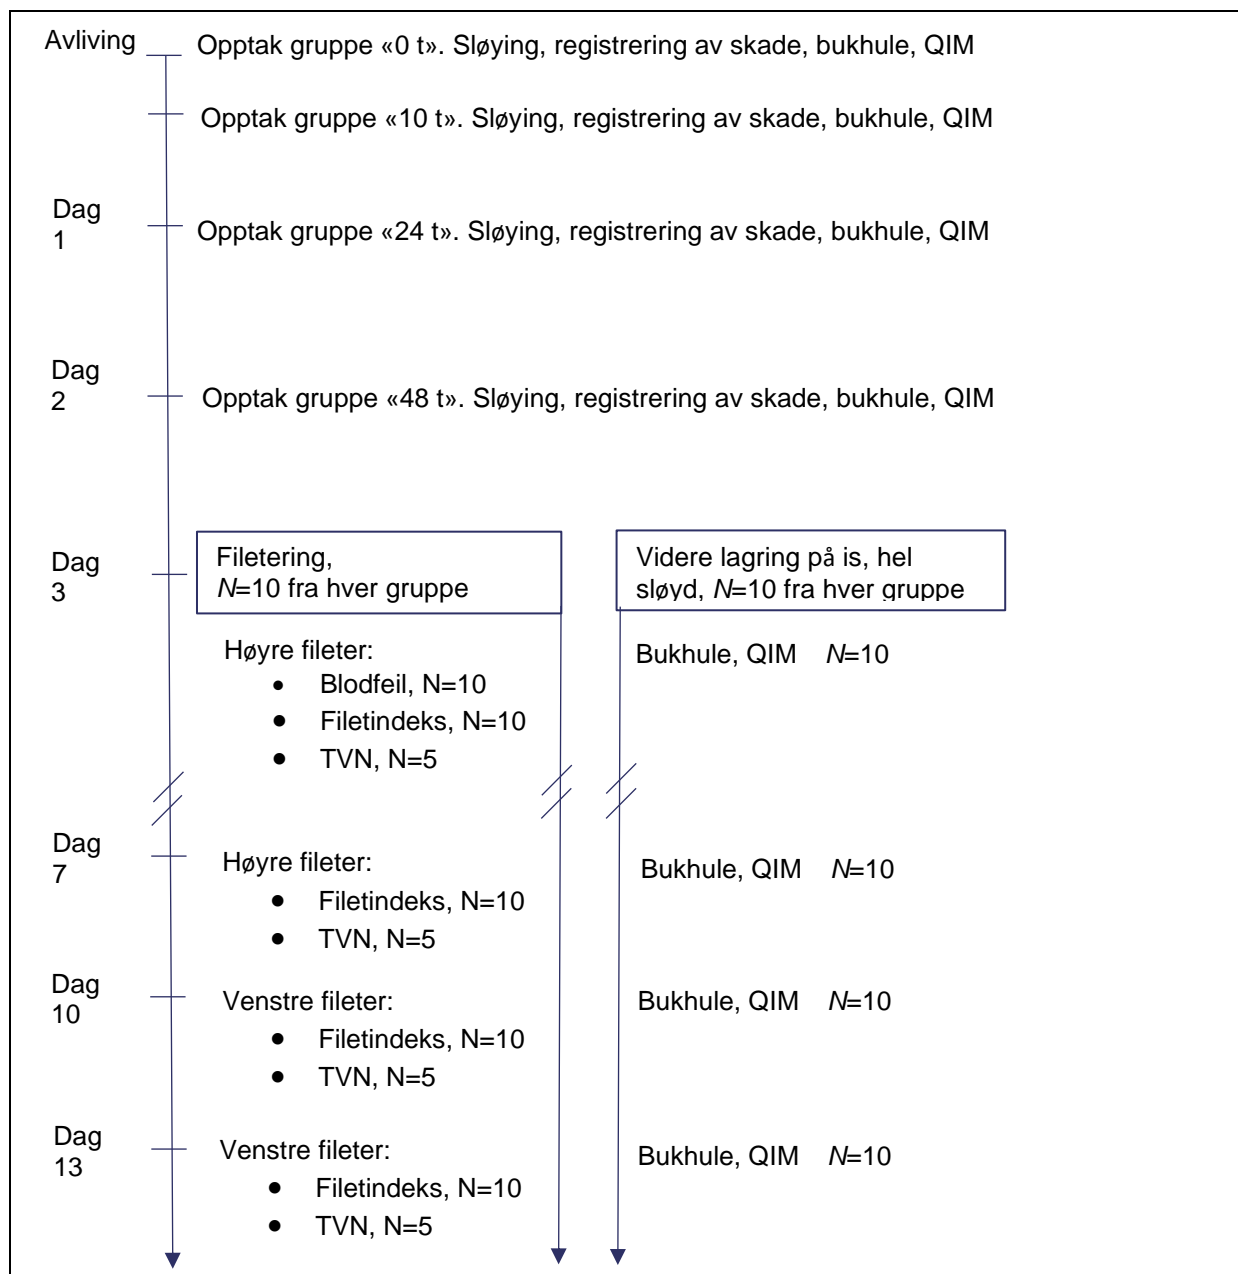 Avliving
Opptak gruppe «0 t». Sløying, registrering av skade, bukhule, QIM
Opptak gruppe «10 t». Sløying, registrering av skade, bukhule, QIM
Dag
1
Opptak gruppe «24 t». Sløying, registrering av skade, bukhule, QIM
Dag
2
Opptak gruppe «48 t». Sløying, registrering av skade, bukhule, QIM
Dag
3
Filetering,
N=10 fra hver gruppe
Videre lagring på is, hel
sløyd, N=10 fra hver gruppe
Høyre fileter:
• Blodfeil, N=10
• Filetindeks, N=10
• TVN, N=5
Bukhule, QIM N=10
Dag
7
Høyre fileter:
• Filetindeks, N=10
• TVN, N=5
Bukhule, QIM N=10
Dag
10
Venstre fileter:
• Filetindeks, N=10
• TVN, N=5
Bukhule, QIM N=10
Dag
13
Venstre fileter:
• Filetindeks, N=10
• TVN, N=5
Bukhule, QIM N=10